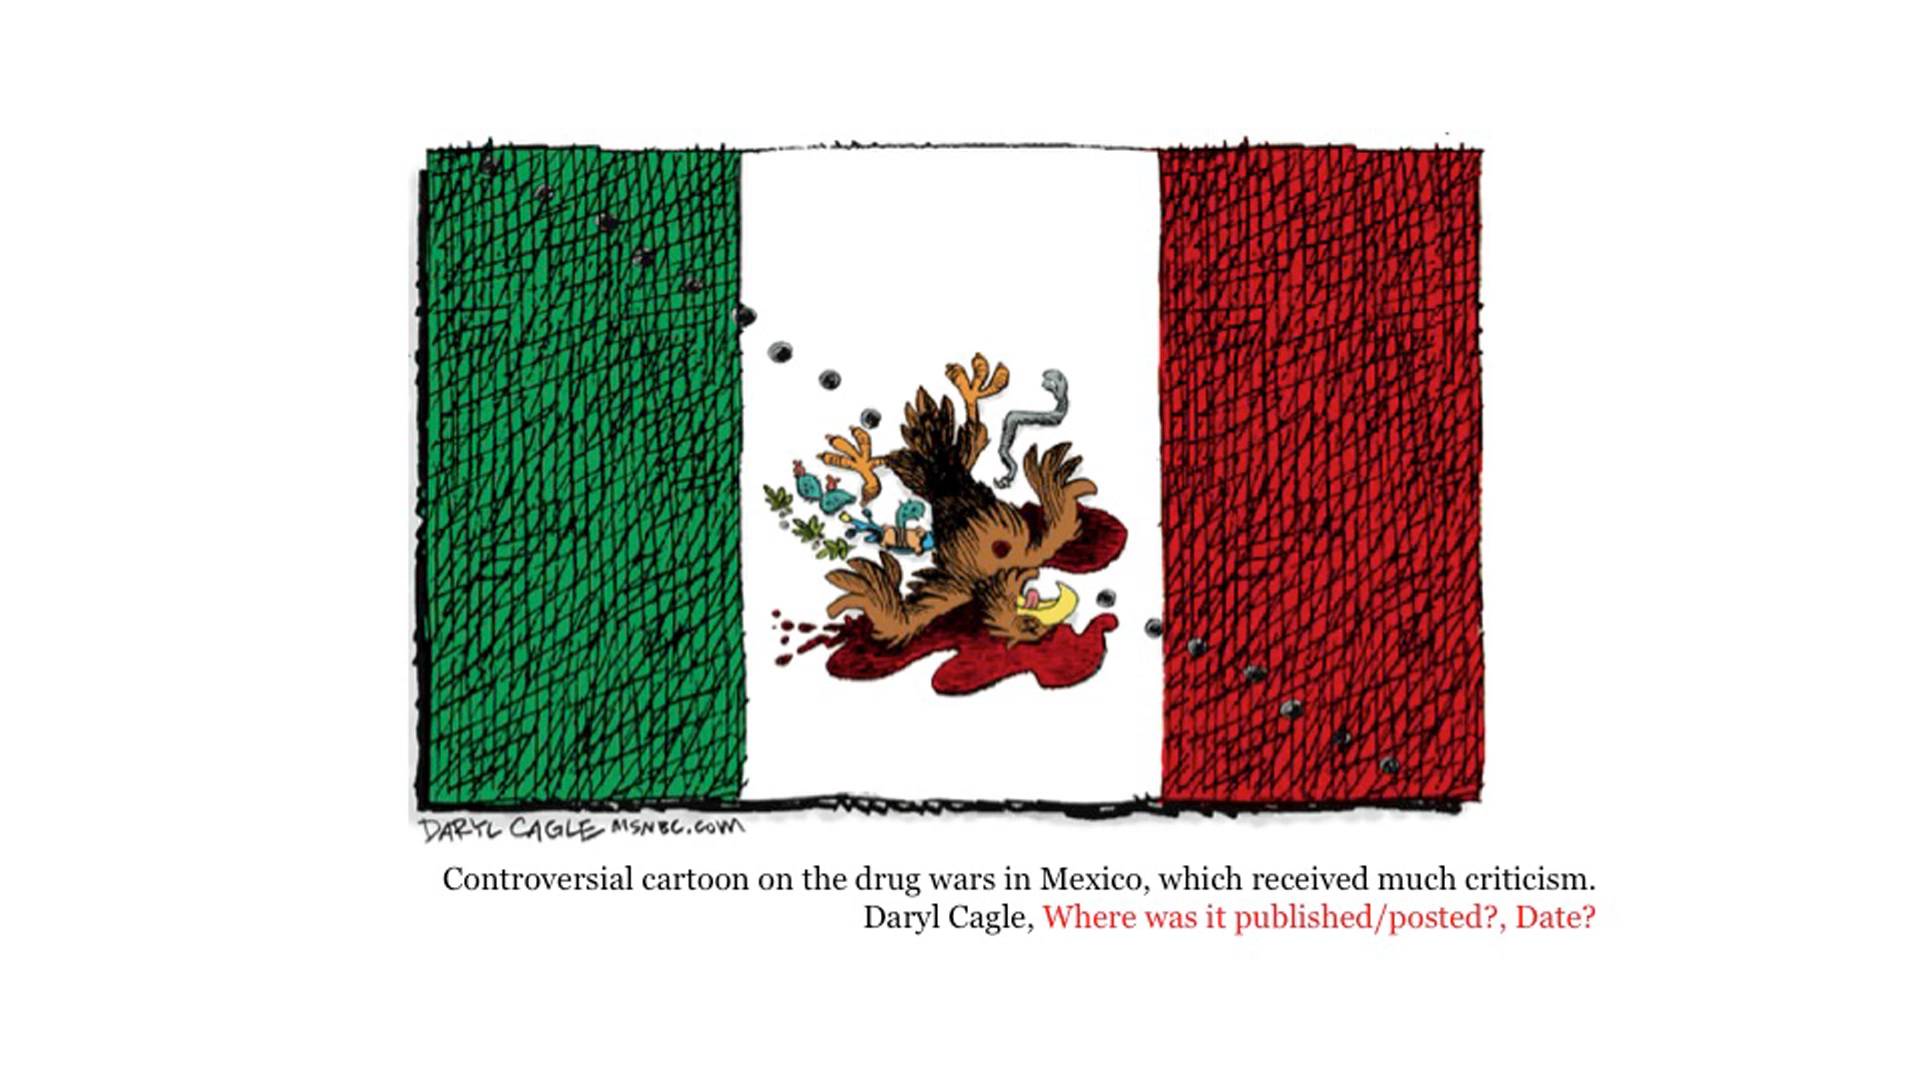 DARYL CAGLE MSNBC.COM
Controversial cartoon on the drug wars in Mexico, which received much criticism.
Daryl Cagle, Where was it published/posted?, Date?